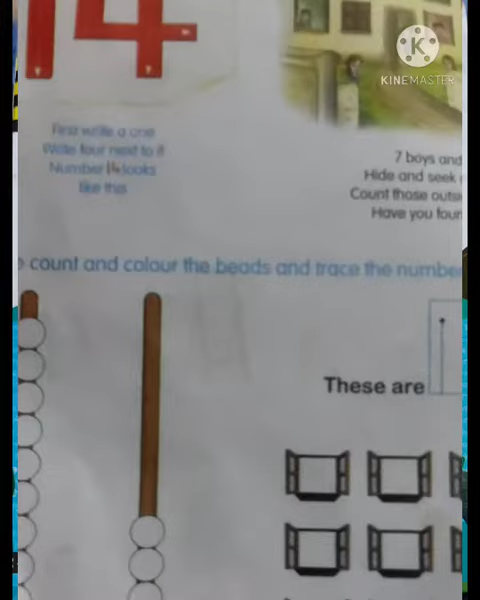 14
K
KINEMASTER
First write a one
Write four next to it
Number 14 looks
like this
7 boys and
Hide and seek
Count those outs
Have you foun
count and colour the beads and trace the numbe
These are